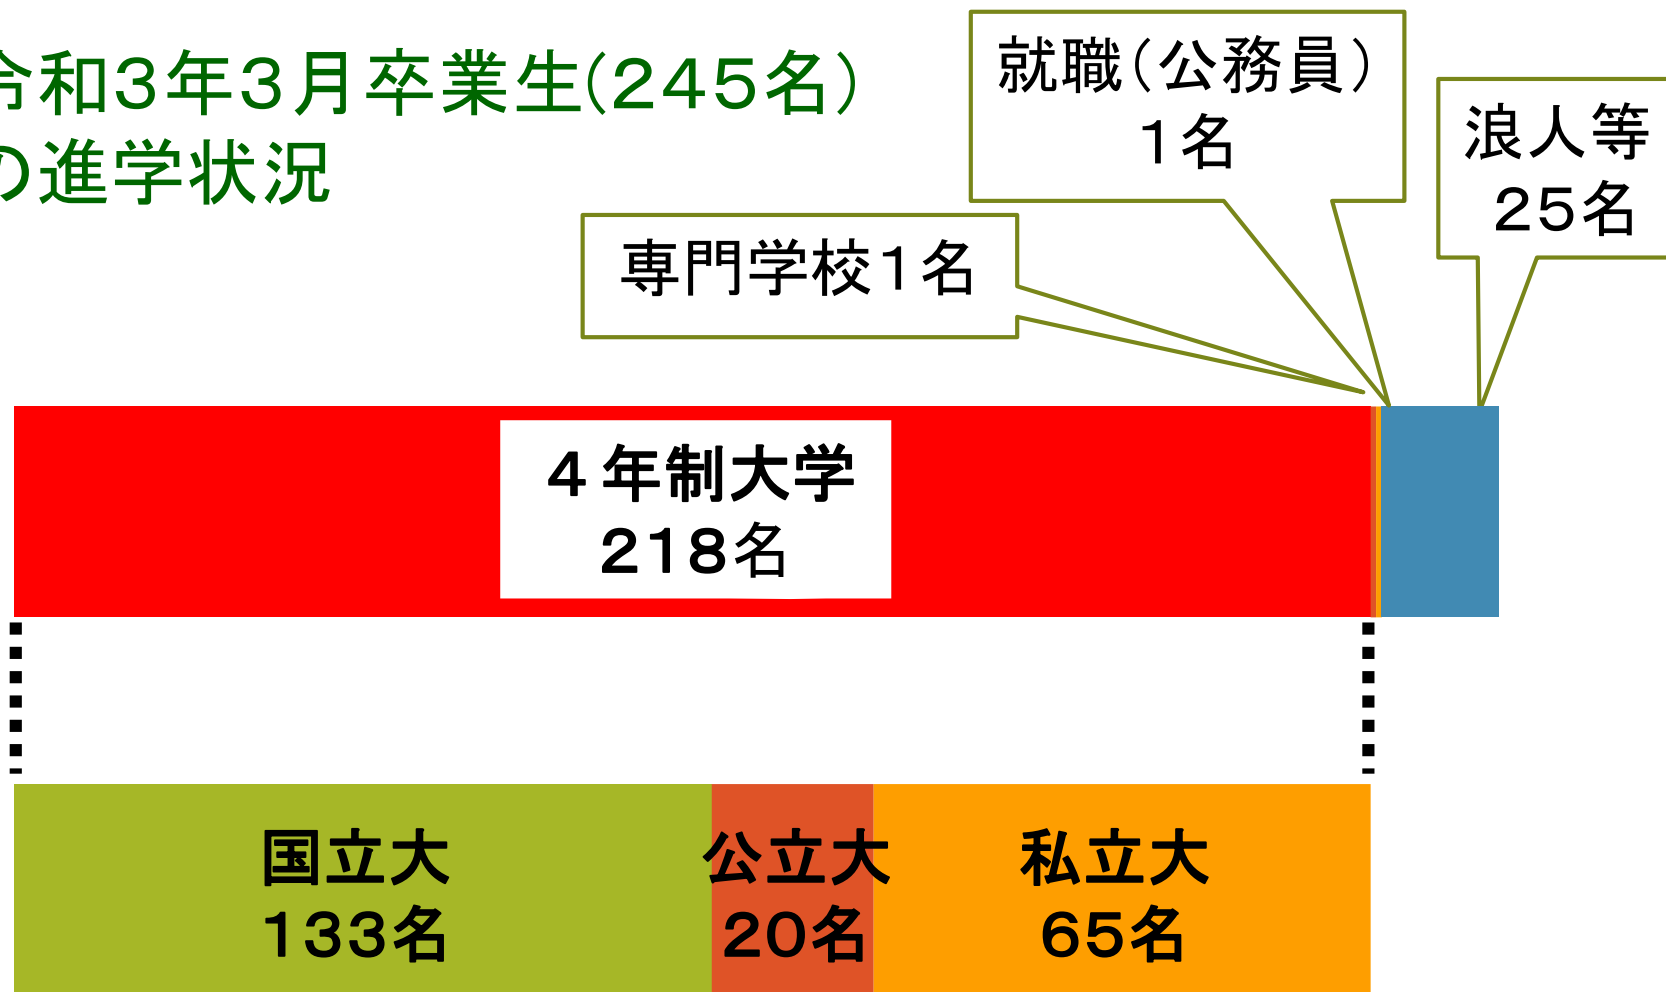 令和3年3月卒業生(245名)
の進学状況
就職(公務員)
1名
浪人等
25名
専門学校1名
4年制大学
218名
国立大
133名
公立大
20名
私立大
65名